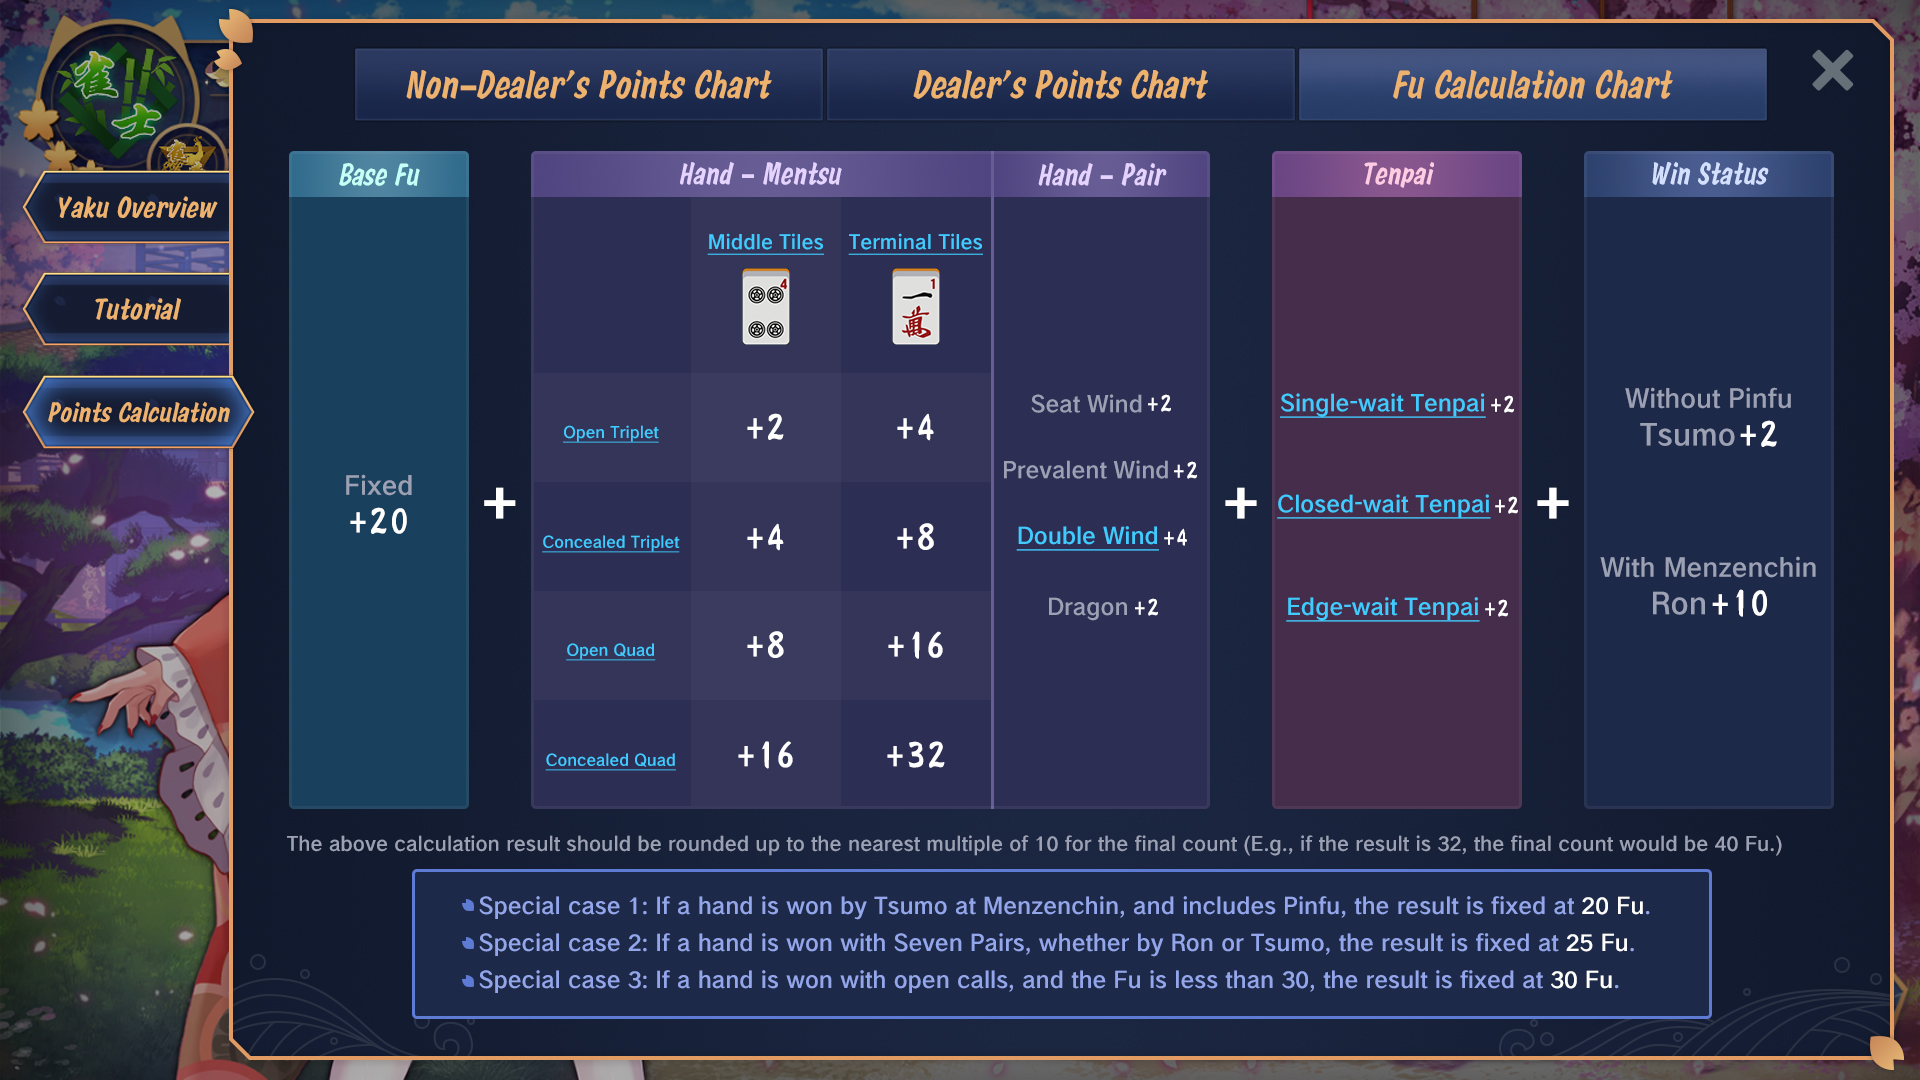 雀士
Non-Dealer's Points Chart
Dealer's Points Chart
Fu Calculation Chart
Yaku Overview
Tutorial
Points Calculation
Base Fu
Fixed
+20
+
Hand - Mentsu
Middle Tiles
Terminal Tiles
4
1
一
萬
Open Triplet
+2
+4
Concealed Triplet
+4
+8
Open Quad
+8
+16
Concealed Quad
+16
+32
Hand - Pair
Seat Wind +2
Prevalent Wind +2
Double Wind +4
Dragon +2
+
Tenpai
Single-wait Tenpai +2
Closed-wait Tenpai +2
Edge-wait Tenpai +2
+
Win Status
Without Pinfu
Tsumo +2
With Menzenchin
Ron +10
The above calculation result should be rounded up to the nearest multiple of 10 for the final count (E.g., if the result is 32, the final count would be 40 Fu.)
Special case 1: If a hand is won by Tsumo at Menzenchin, and includes Pinfu, the result is fixed at 20 Fu.
Special case 2: If a hand is won with Seven Pairs, whether by Ron or Tsumo, the result is fixed at 25 Fu.
Special case 3: If a hand is won with open calls, and the Fu is less than 30, the result is fixed at 30 Fu.